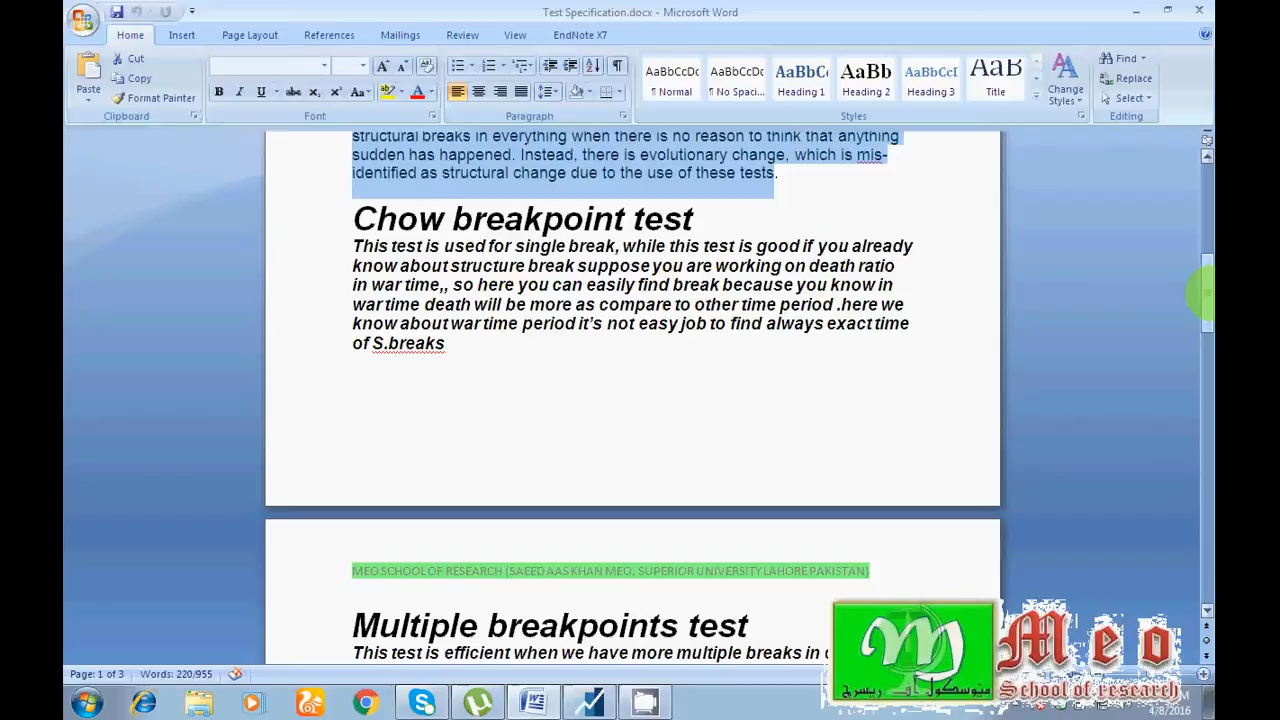 Test Specification.docx - Microsoft Word
Home Insert Page Layout References Mailings Review View EndNote X7
Paste
Cut
Copy
Format Painter
Clipboard
Font
Paragraph
AaBbCcDc AaBbCcDc AaBbC AaBb AaBbCcI AaB
¶ Normal ¶ No Spaci... Heading 1 Heading 2 Heading 3 Title
Change Styles
Styles
Find
Replace
Select
Editing
structural breaks in everything when there is no reason to think that anything
sudden has happened. Instead, there is evolutionary change, which is mis-
identified as structural change due to the use of these tests.
Chow breakpoint test
This test is used for single break, while this test is good if you already
know about structure break suppose you are working on death ratio
in war time,, so here you can easily find break because you know in
war time death will be more as compare to other time period .here we
know about war time period it's not easy job to find always exact time
of S.breaks
MEO SCHOOL OF RESEARCH (SAEED AAS KHAN MEO, SUPERIOR UNIVERSITY LAHORE PAKISTAN)
Multiple breakpoints test
This test is efficient when we have more multiple breaks in
Page: 1 of 3 Words: 220/955
M
میوسکول آف ریسرچ
Meo
School of research
4/8/2016